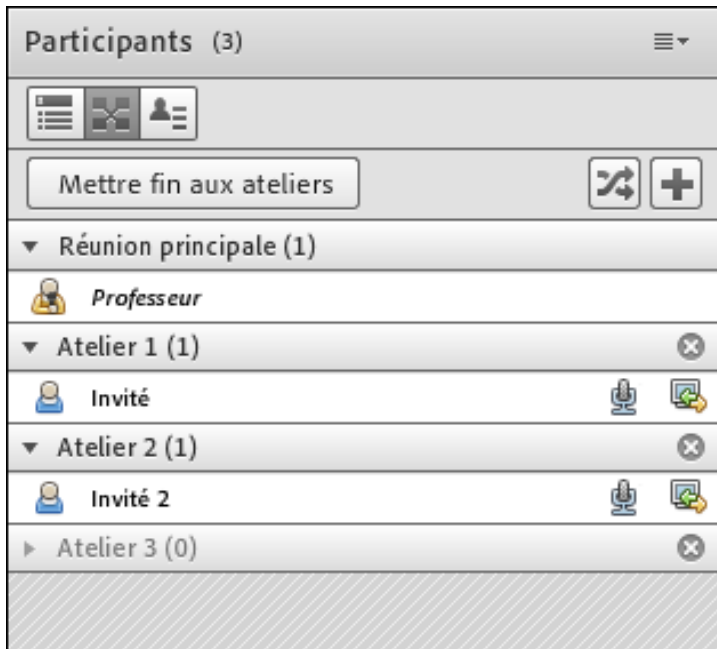 Participants (3)
Mettre fin aux ateliers
Réunion principale (1)
Professeur
Atelier 1 (1)
Invité
Atelier 2 (1)
Invité 2
Atelier 3 (0)